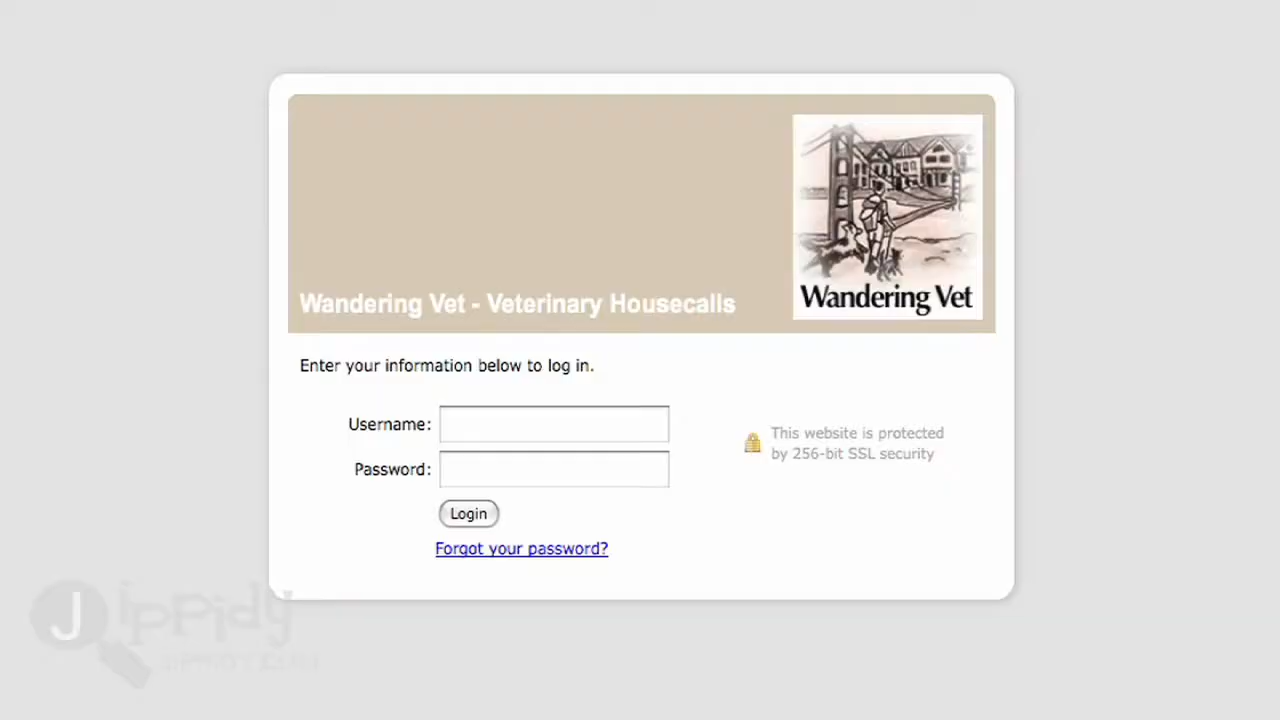 Wandering Vet - Veterinary Housecalls
Wandering Vet
Enter your information below to log in.
Username:
Password:
This website is protected
by 256-bit SSL security
Login
Forgot your password?
Jippidy